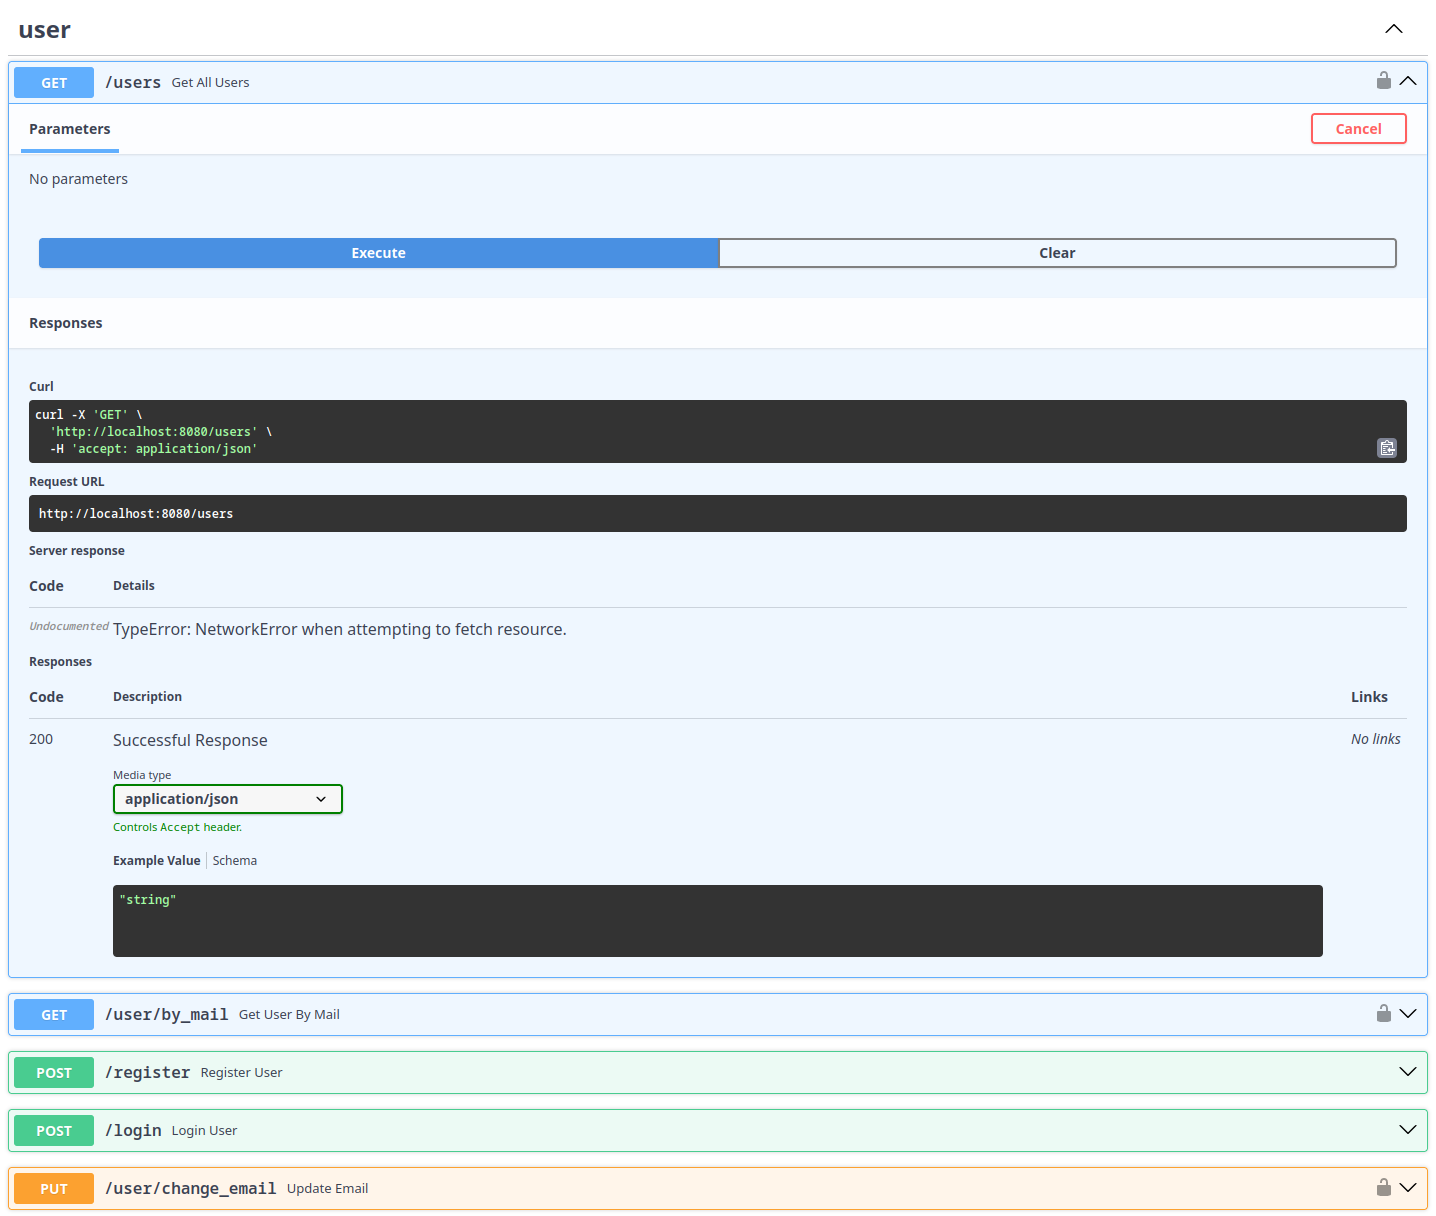 user
GET /users Get All Users
Parameters Cancel
No parameters
Execute Clear
Responses
Curl
curl -X 'GET' \
  'http://localhost:8080/users' \
  -H 'accept: application/json'
Request URL
http://localhost:8080/users
Server response
Code Details
Undocumented TypeError: NetworkError when attempting to fetch resource.
Responses
Code Description Links
200 Successful Response No links
Media type
application/json
Controls Accept header.
Example Value Schema
"string"
GET /user/by_mail Get User By Mail
POST /register Register User
POST /login Login User
PUT /user/change_email Update Email